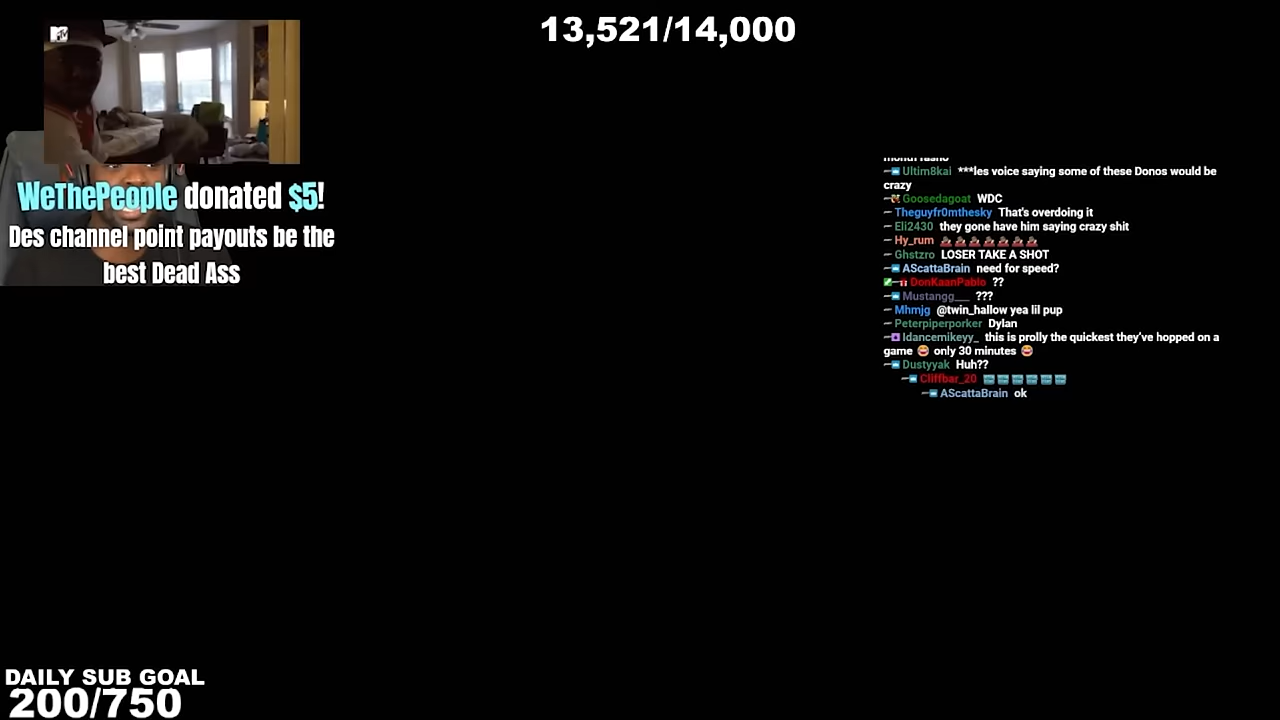 MTV
13,521/14,000
WeThePeople donated $5!
Des channel point payouts be the
best Dead Ass
Ultim8kai ***les voice saying some of these Donos would be
crazy
Goosedagoat WDC
Theguyfr0mthesky That's overdoing it
Eli2430 they gone have him saying crazy shit
Hy_rum
Ghstzro LOSER TAKE A SHOT
AScattaBrain need for speed?
DonKaanPablo ??
Mustangg___ ???
Mhmjg @twin_hallow yea lil pup
Peterpiperporker Dylan
Idancemikeyy_ this is prolly the quickest they've hopped on a
game 😂 only 30 minutes 😂
Dustyyak Huh??
Cliffbar_20
AScattaBrain ok
DAILY SUB GOAL
200/750